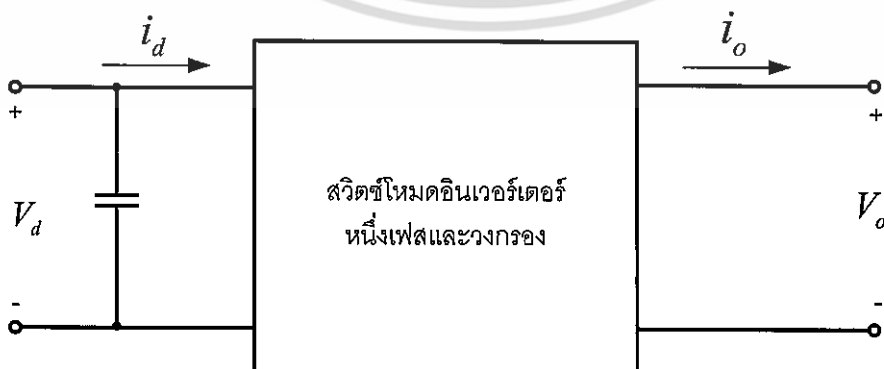 i_d
i_o
+
+
สวิตช์โหมดอินเวอร์เตอร์
หนึ่งเฟสและวงกรอง
V_d
V_o
-
-